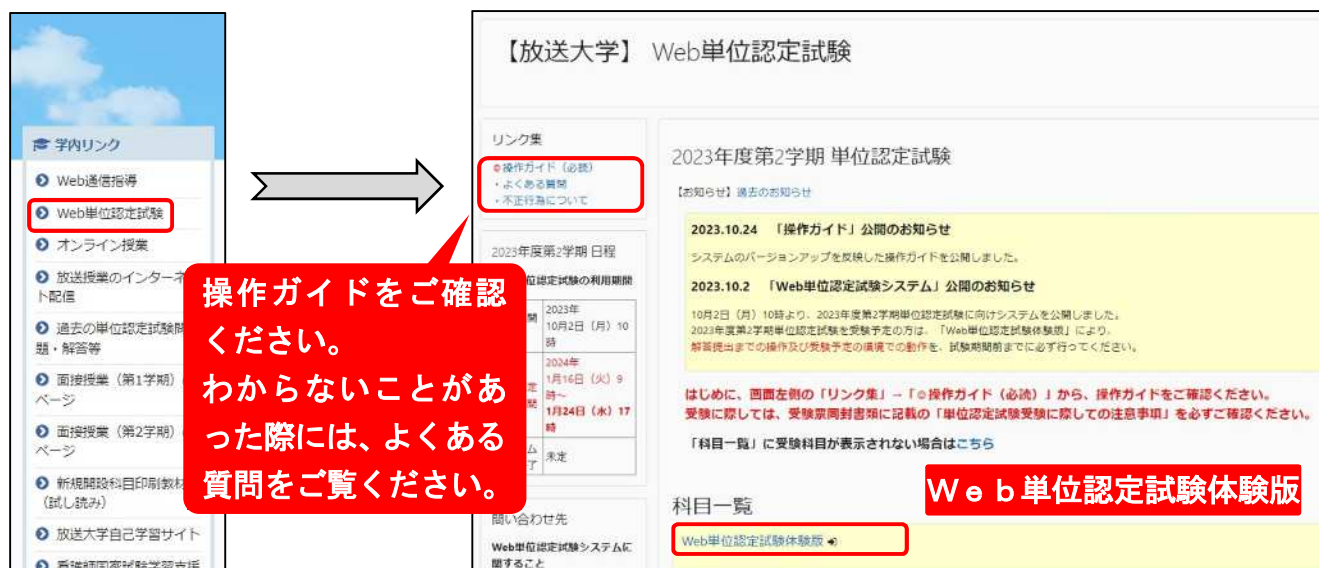 学内リンク
Web通信指導
Web単位認定試験
オンライン授業
放送授業のインターネ
ト配信
過去の単位認定試験問
題・解答等
面接授業（第1学期）
ページ
面接授業（第2学期）
ページ
新規開設科目印刷教材
（試し読み）
放送大学自己学習サイト
看護師国家試験学習支援
操作ガイドをご確認
ください。
わからないことがあ
った際には、よくある
質問をご覧ください。
【放送大学】 Web単位認定試験
リンク集
◎操作ガイド（必読）
・よくある質問
・不正行為について
2023年度第2学期 日程
位認定試験の利用期間
間
2023年
10月2日（月）10
時
定
間
2024年
1月16日（火）9
時～
1月24日（水）17
時
ム
了
未定
問い合わせ先
Web単位認定試験システムに
関すること
2023年度第2学期 単位認定試験
【お知らせ】過去のお知らせ
2023.10.24 「操作ガイド」公開のお知らせ
システムのバージョンアップを反映した操作ガイドを公開しました。
2023.10.2 「Web単位認定試験システム」公開のお知らせ
10月2日（月）10時より、2023年度第2学期単位認定試験に向けシステムを公開しました。
2023年度第2学期単位認定試験を受験予定の方は、「Web単位認定試験体験版」により、
解答提出までの操作及び受験予定の環境での動作を、試験期間前までに必ず行ってください。
はじめに、画面左側の「リンク集」－「◎操作ガイド（必読）」から、操作ガイドをご確認ください。
受験に際しては、受験票同封書類に記載の「単位認定試験受験に際しての注意事項」を必ずご確認ください。
「科目一覧」に受験科目が表示されない場合はこちら
Ｗｅｂ単位認定試験体験版
科目一覧
Web単位認定試験体験版